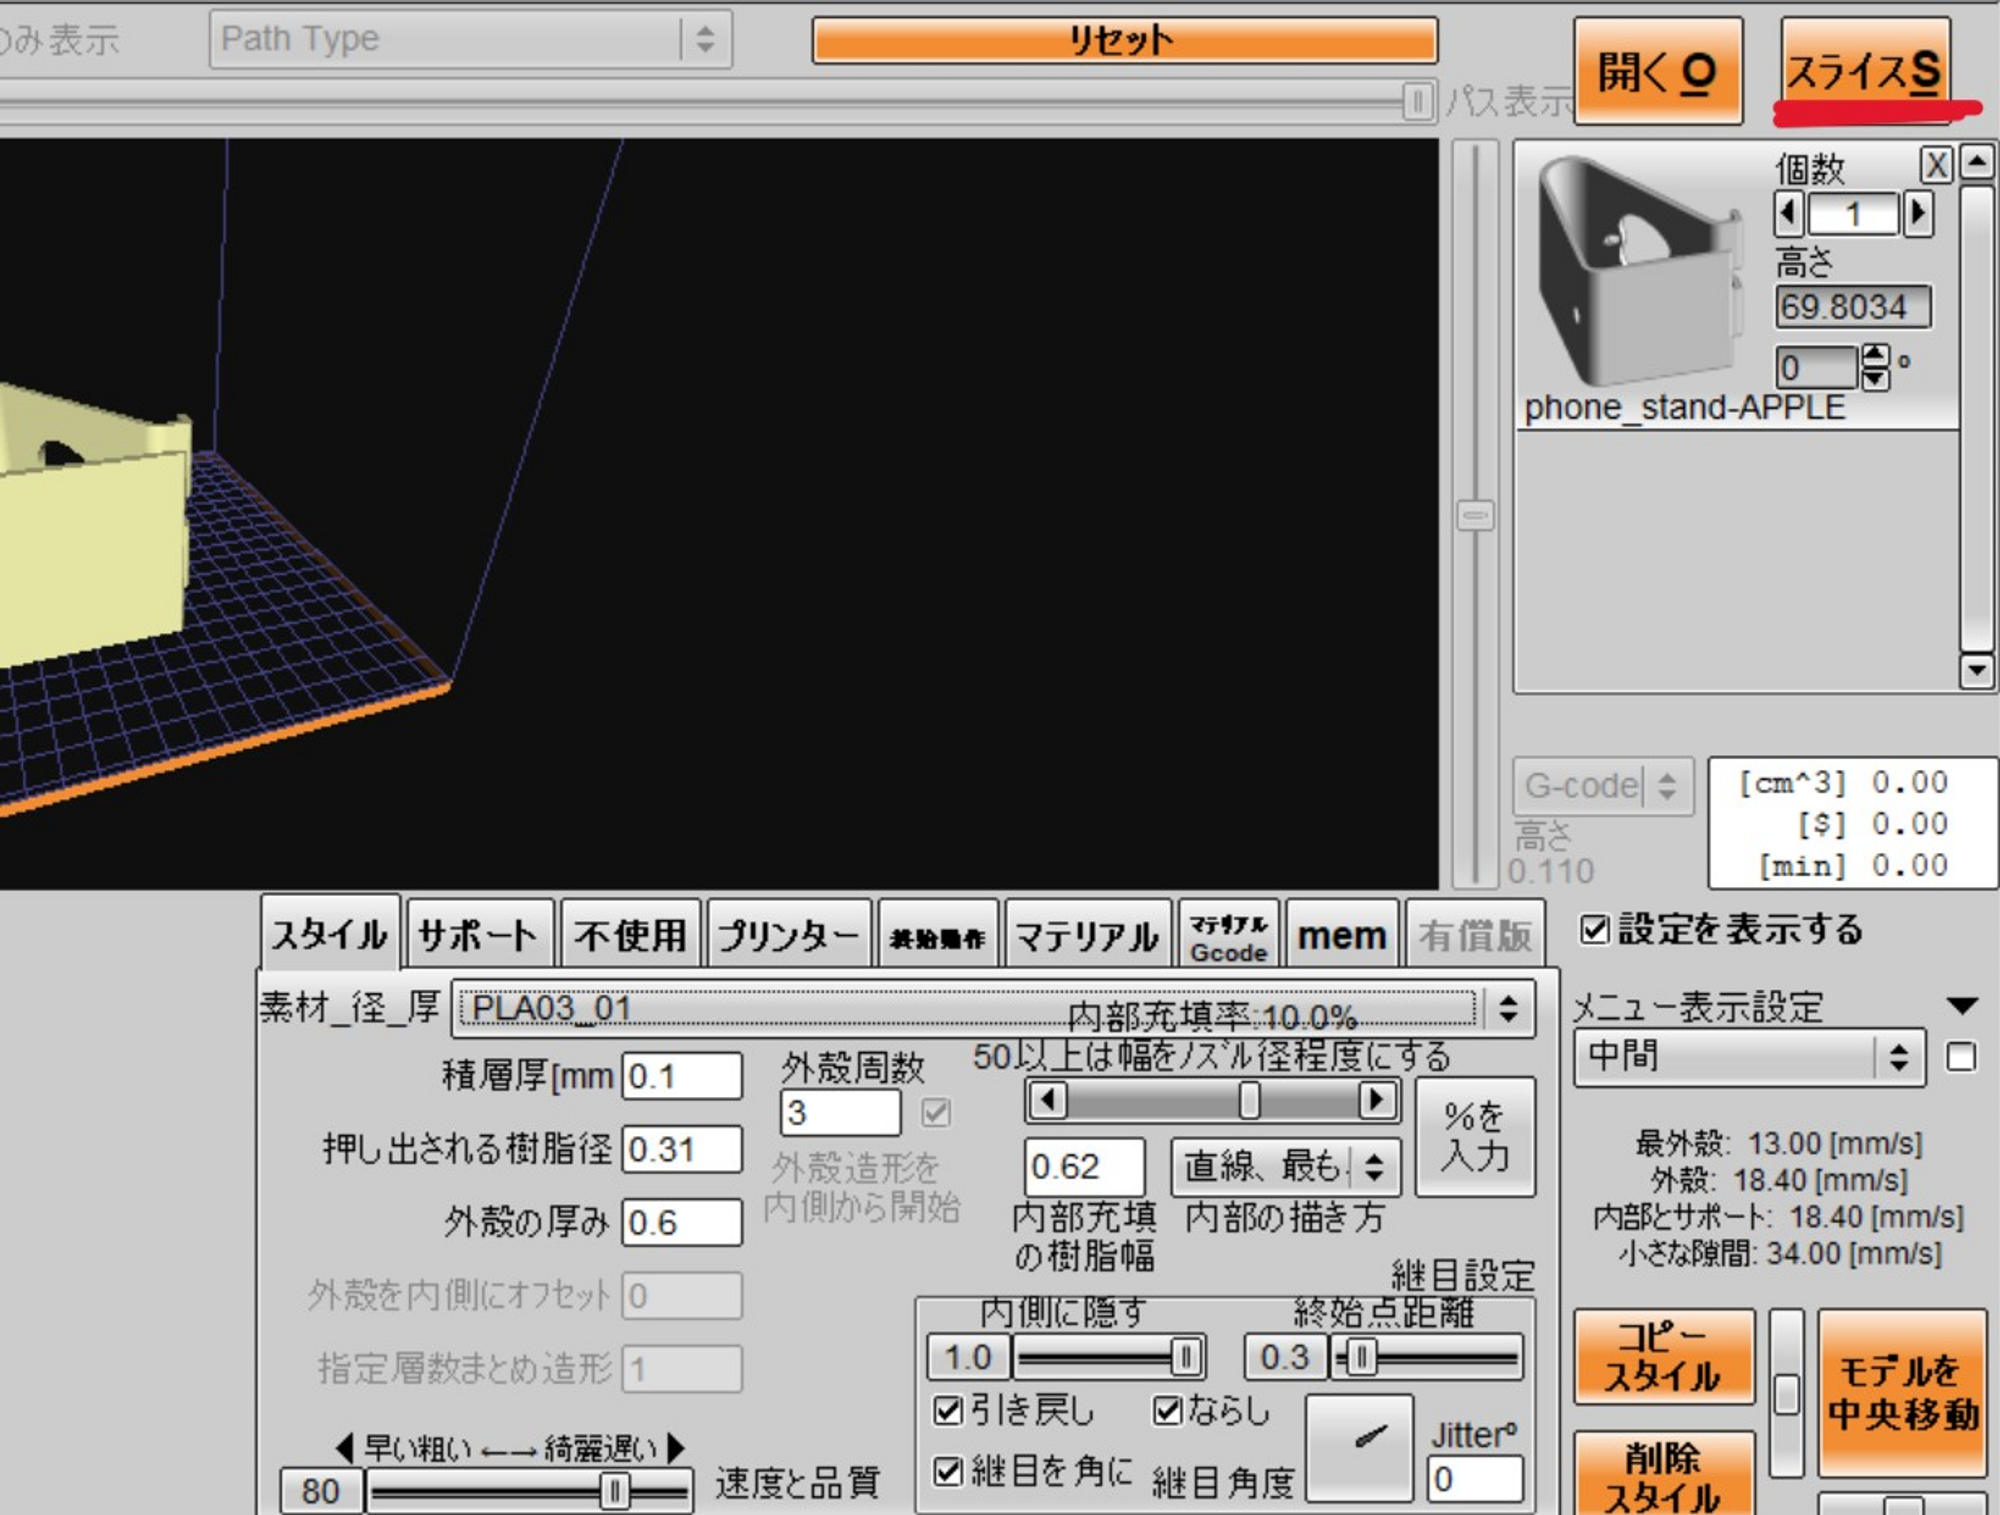 のみ表示
Path Type
リセット
開く O
スライスS
パス表示
個数
X
1
高さ
69.8034
0
°
phone_stand-APPLE
G-code
高さ
0.110
[cm^3] 0.00
[$] 0.00
[min] 0.00
スタイル
サポート
不使用
プリンター
終始動作
マテリアル
マテリアル
Gcode
mem
有償版
設定を表示する
素材_径_厚
PLA03_01
内部充填率:10.0%
50以上は幅をノズル径程度にする
積層厚[mm
0.1
外殻周数
3
押し出される樹脂径
0.31
外殻造形を
内側から開始
外殻の厚み
0.6
0.62
直線、最も
%を
入力
内部充填
の樹脂幅
内部の描き方
外殻を内側にオフセット
0
指定層数まとめ造形
1
継目設定
内側に隠す
1.0
終始点距離
0.3
引き戻し
ならし
継目を角に
継目角度
Jitterº
0
早い粗い ←→ 綺麗遅い
80
速度と品質
メニュー表示設定
中間
最外殻: 13.00 [mm/s]
外殻: 18.40 [mm/s]
内部とサポート: 18.40 [mm/s]
小さな隙間: 34.00 [mm/s]
コピー
スタイル
モデルを
中央移動
削除
スタイル